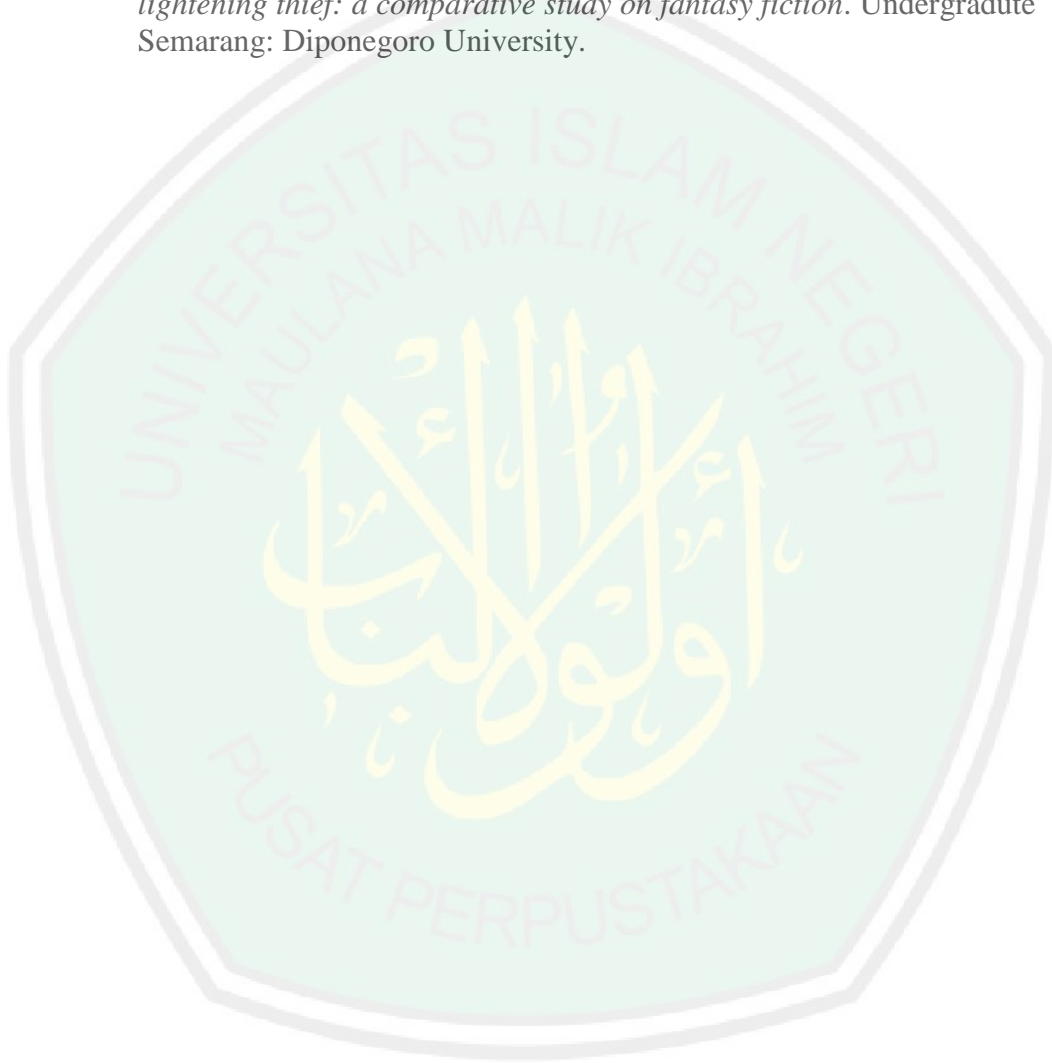 lightening thief: a comparative study on fantasy fiction. Undergradute
Semarang: Diponegoro University.
UNIVERSITAS ISLAM NEGERI
MAULANA MALIK IBRAHIM
أولوا الألباب
PUSAT PERPUSTAKAAN